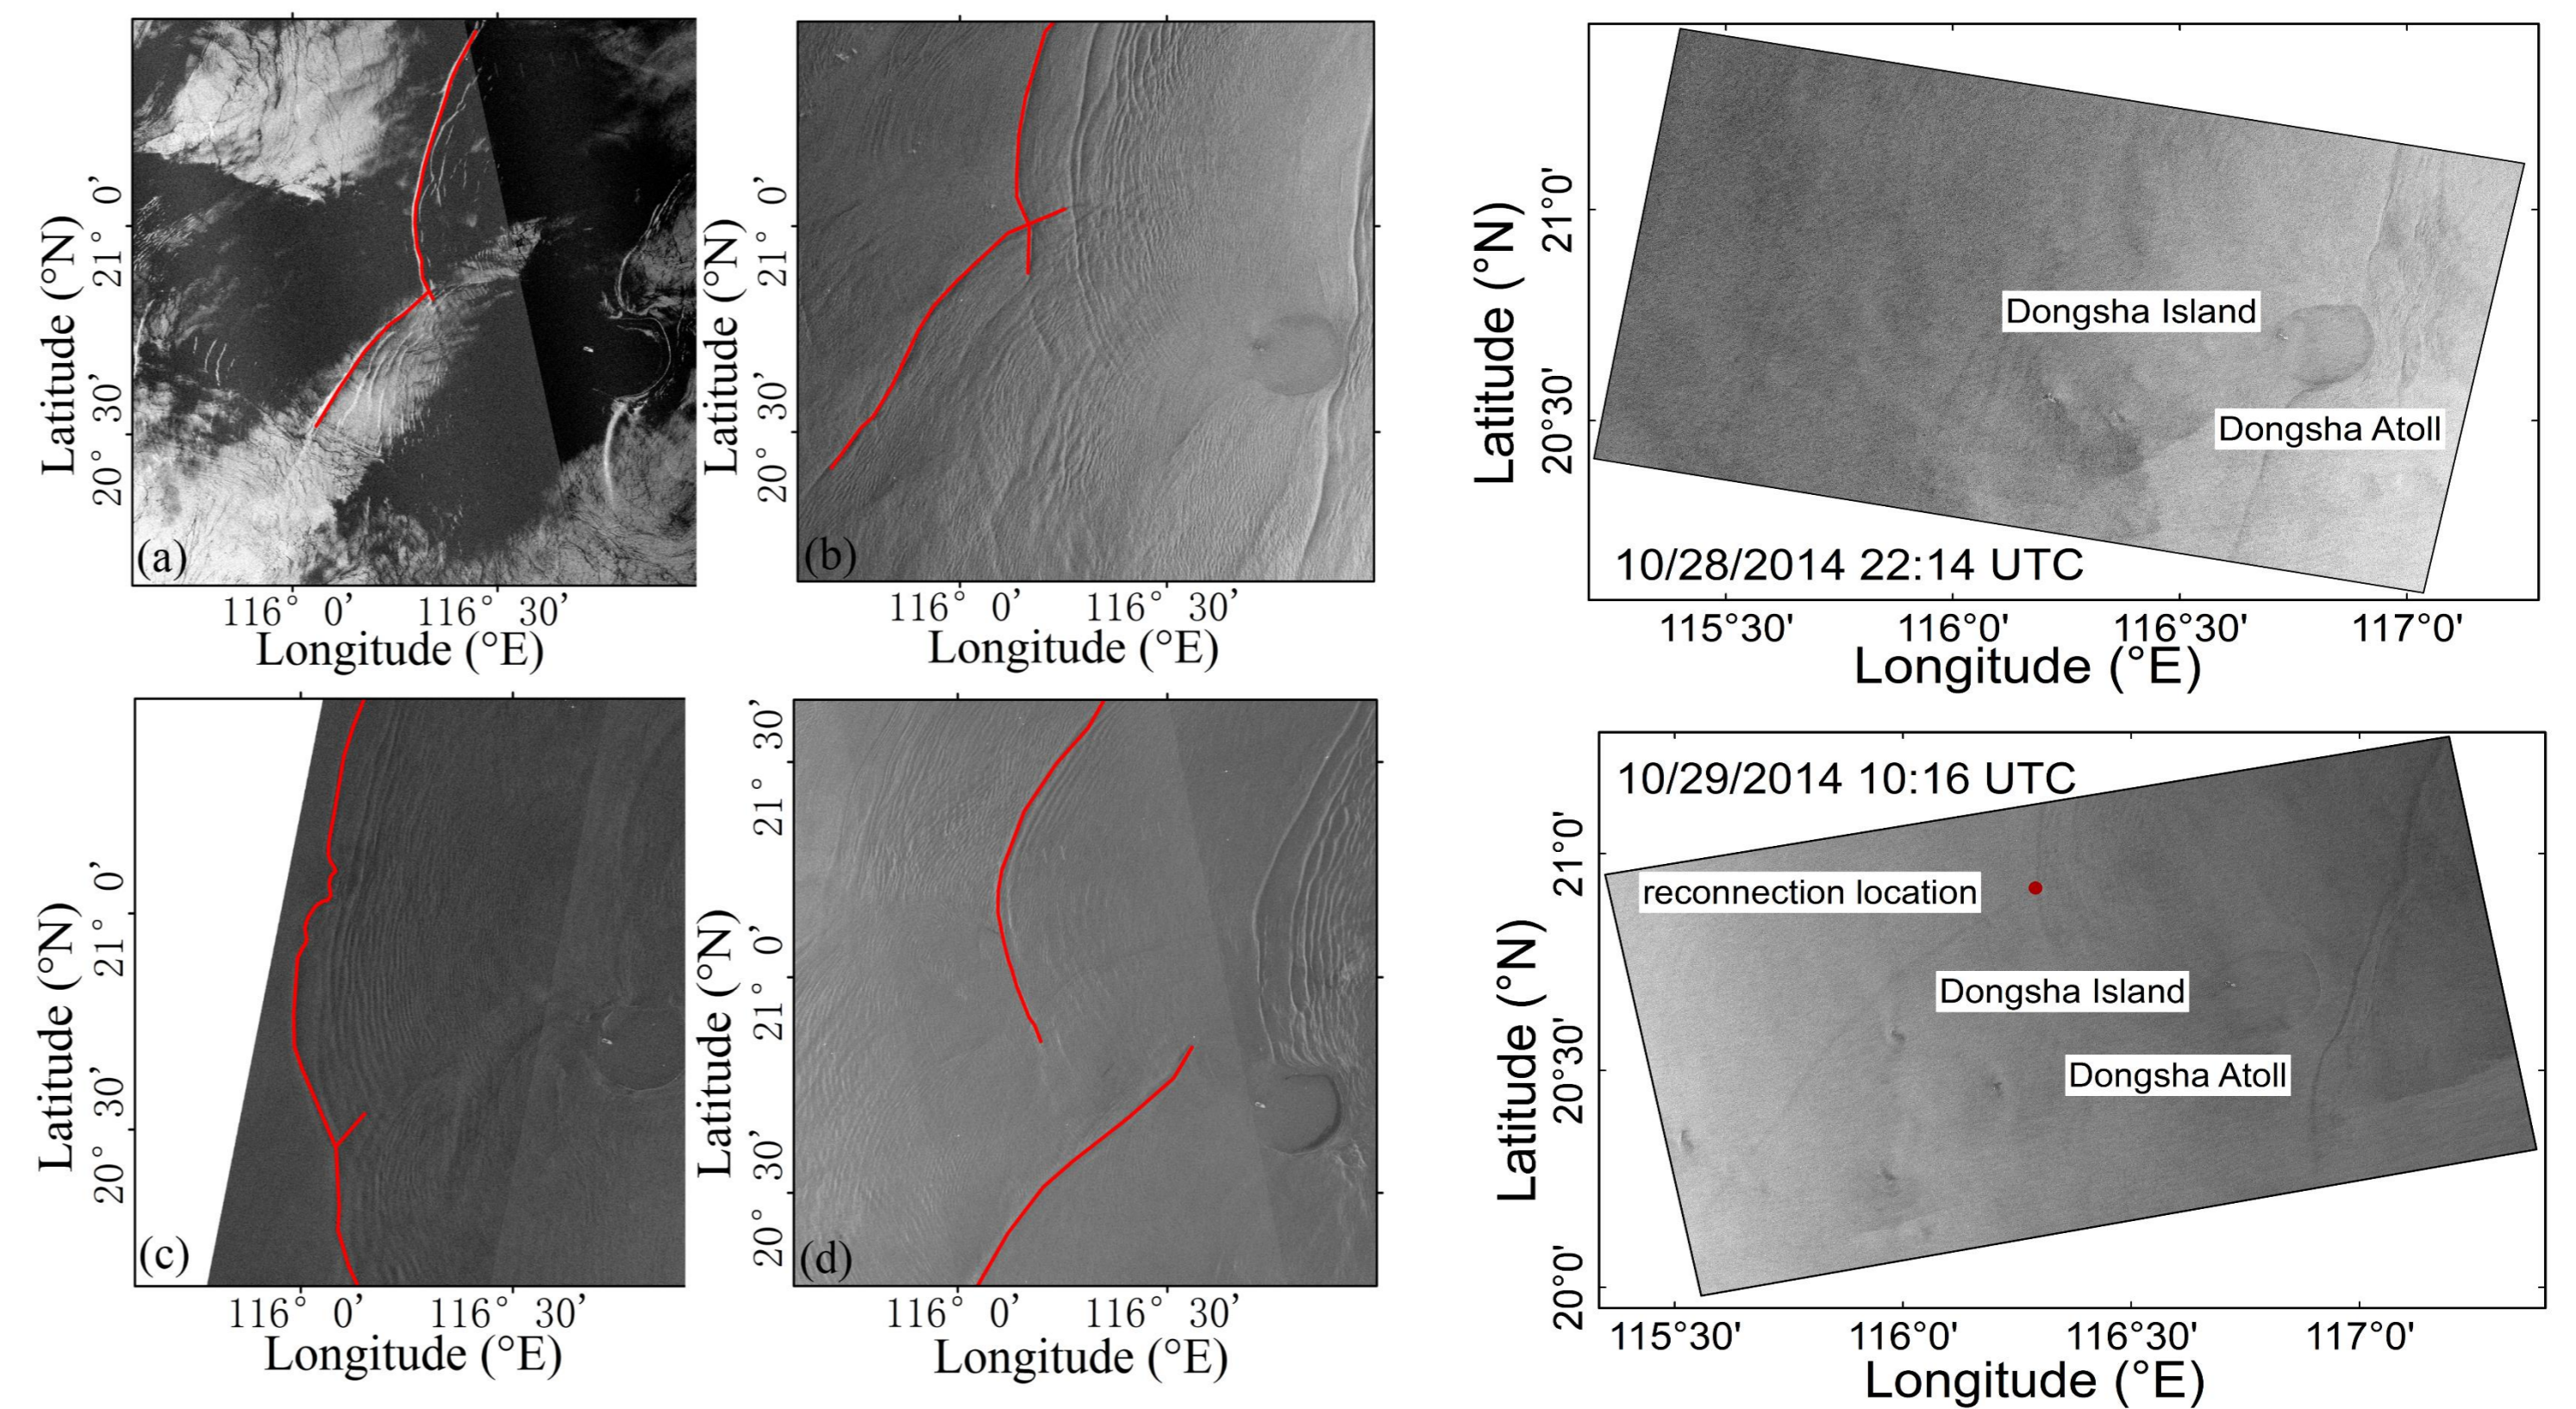 Latitude (°N)
20° 30' 21° 0'
(a)
116° 0' 116° 30'
Longitude (°E)
Latitude (°N)
20° 30' 21° 0'
(b)
116° 0' 116° 30'
Longitude (°E)
Latitude (°N)
20°30' 21°0'
Dongsha Island
Dongsha Atoll
10/28/2014 22:14 UTC
115°30' 116°0' 116°30' 117°0'
Longitude (°E)
Latitude (°N)
20° 30' 21° 0'
(c)
116° 0' 116° 30'
Longitude (°E)
Latitude (°N)
20° 30' 21° 0' 21° 30'
(d)
116° 0' 116° 30'
Longitude (°E)
10/29/2014 10:16 UTC
Latitude (°N)
20°0' 20°30' 21°0'
reconnection location
Dongsha Island
Dongsha Atoll
115°30' 116°0' 116°30' 117°0'
Longitude (°E)